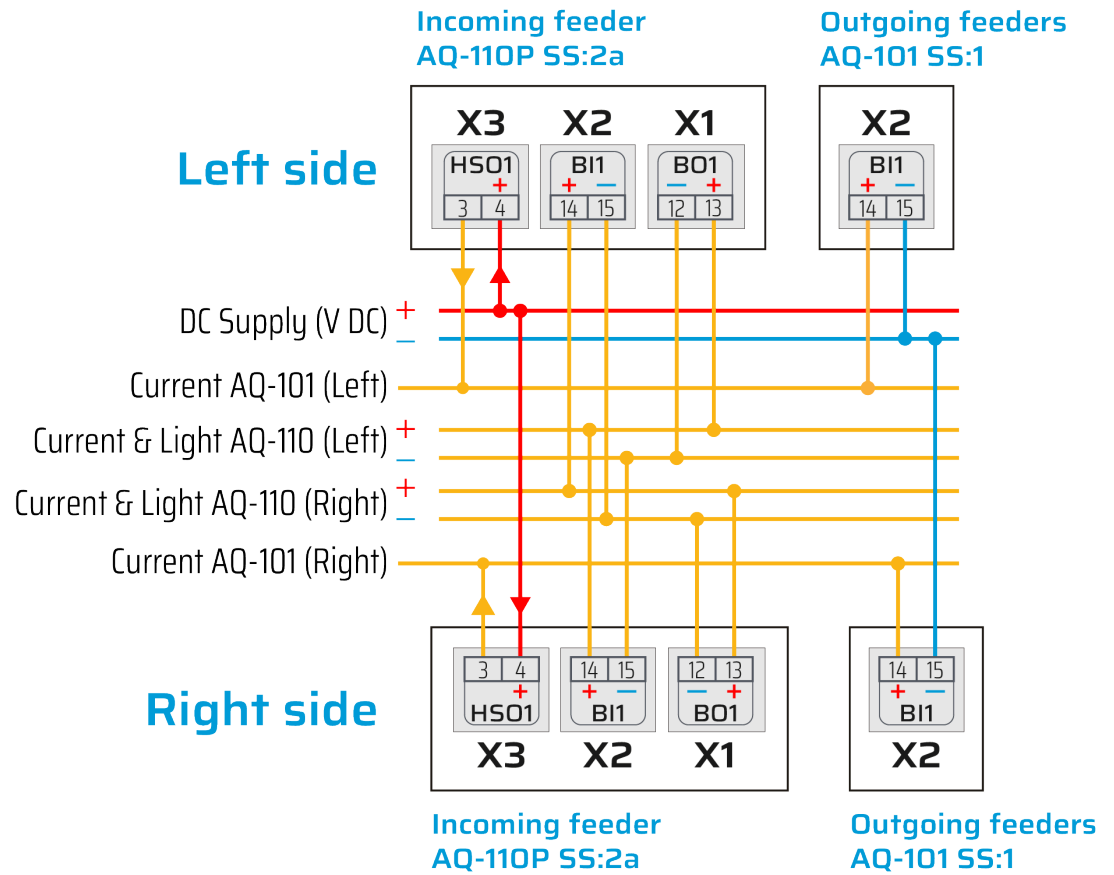 Incoming feeder
AQ-110P SS:2a
Outgoing feeders
AQ-101 SS:1
Left side
X3 X2 X1 X2
HSO1 BI1 BO1 BI1
+ + − − + + −
3 4 14 15 12 13 14 15
DC Supply (V DC) +
−
Current AQ-101 (Left)
Current & Light AQ-110 (Left) +
−
Current & Light AQ-110 (Right) +
−
Current AQ-101 (Right)
Right side
3 4 14 15 12 13 14 15
+ + − − + + −
HSO1 BI1 BO1 BI1
X3 X2 X1 X2
Incoming feeder
AQ-110P SS:2a
Outgoing feeders
AQ-101 SS:1